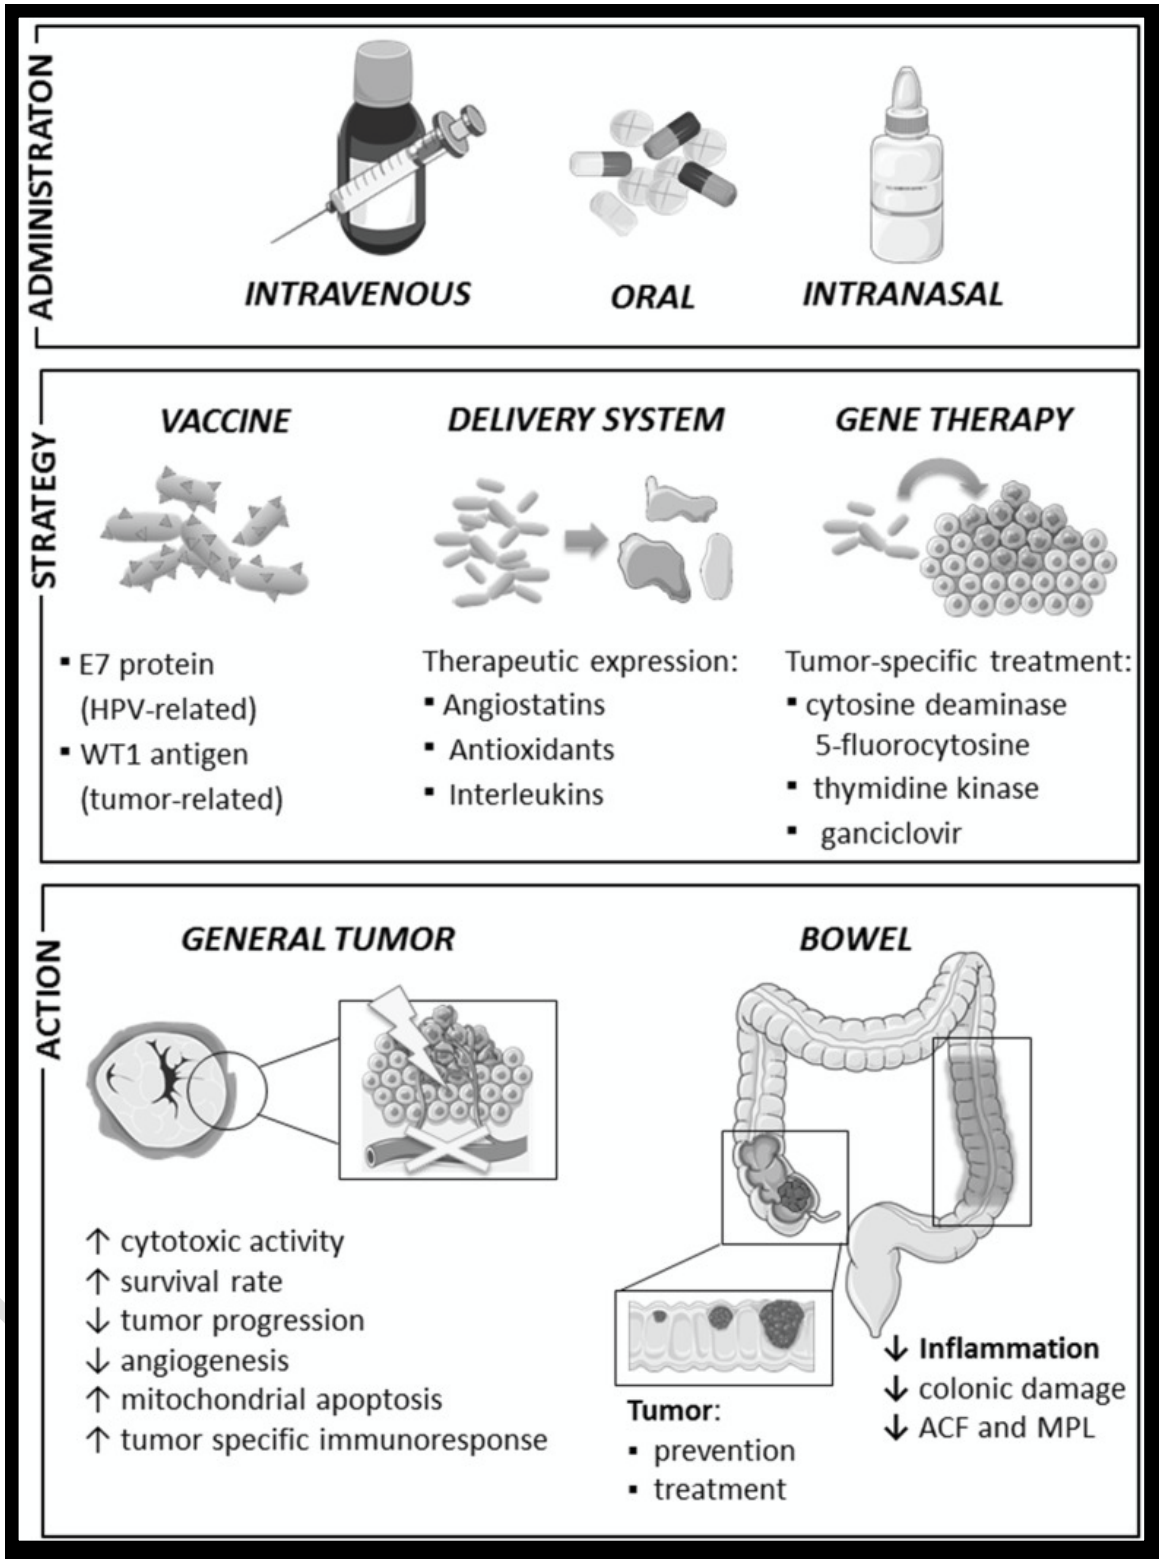 ADMINISTRATON
INTRAVENOUS
ORAL
INTRANASAL
STRATEGY
VACCINE
▪ E7 protein
(HPV-related)
▪ WT1 antigen
(tumor-related)
DELIVERY SYSTEM
Therapeutic expression:
▪ Angiostatins
▪ Antioxidants
▪ Interleukins
GENE THERAPY
Tumor-specific treatment:
▪ cytosine deaminase
5-fluorocytosine
▪ thymidine kinase
▪ ganciclovir
ACTION
GENERAL TUMOR
↑ cytotoxic activity
↑ survival rate
↓ tumor progression
↓ angiogenesis
↑ mitochondrial apoptosis
↑ tumor specific immunoresponse
BOWEL
Tumor:
▪ prevention
▪ treatment
↓ Inflammation
↓ colonic damage
↓ ACF and MPL